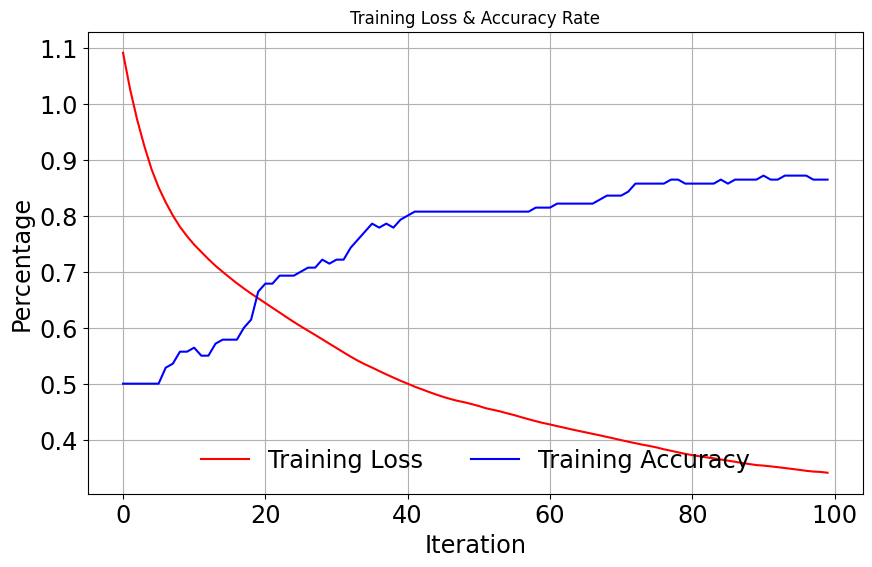 Training Loss & Accuracy Rate
1.1
1.0
0.9
0.8
0.7
0.6
0.5
0.4
Percentage
Training Loss Training Accuracy
0 20 40 60 80 100
Iteration